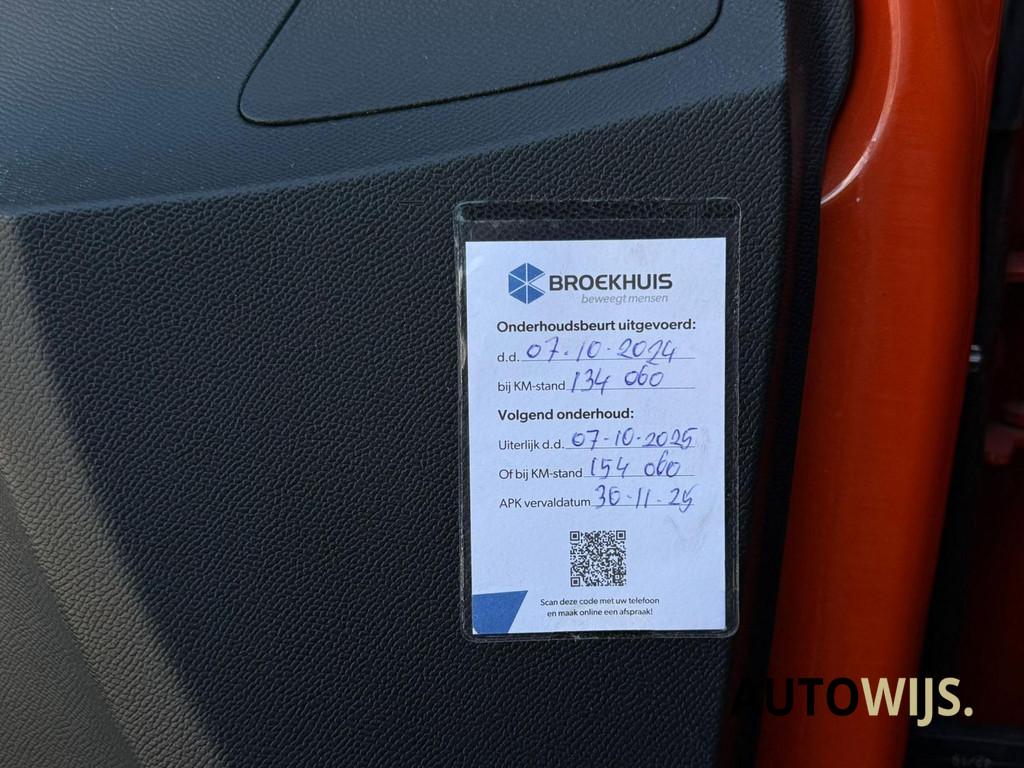 BROEKHUIS
beweegt mensen
Onderhoudsbeurt uitgevoerd:
d.d. 07-10-2024
bij KM-stand 134 060
Volgend onderhoud:
Uiterlijk d.d. 07-10-2025
Of bij KM-stand 154 060
APK vervaldatum 30-11-25
Scan deze code met uw telefoon
en maak online een afspraak!
AUTOWIJS.